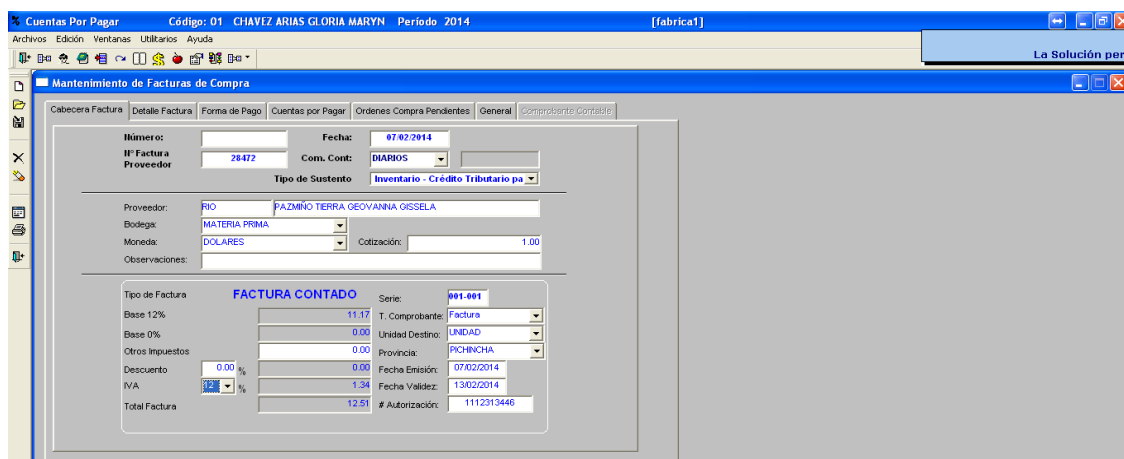 Cuentas Por Pagar Código: 01 CHAVEZ ARIAS GLORIA MARYN Período 2014 [fabrica1]
Archivos Edición Ventanas Utilitarios Ayuda
La Solución per
Mantenimiento de Facturas de Compra
Cabecera Factura Detalle Factura Forma de Pago Cuentas por Pagar Ordenes Compra Pendientes General Comprobante Contable
Número: Fecha: 07/02/2014
Nº Factura Proveedor 28472 Com. Cont: DIARIOS
Tipo de Sustento Inventario - Crédito Tributario pa
Proveedor: RIO PAZMIÑO TIERRA GEOVANNA GISSELA
Bodega: MATERIA PRIMA
Moneda: DOLARES Cotización: 1.00
Observaciones:
Tipo de Factura FACTURA CONTADO Serie: 001-001
Base 12% 11.17 T. Comprobante: Factura
Base 0% 0.00 Unidad Destino: UNIDAD
Otros Impuestos 0.00 Provincia: PICHINCHA
Descuento 0.00 % 0.00 Fecha Emisión: 07/02/2014
IVA 12 % 1.34 Fecha Validez: 13/02/2014
Total Factura 12.51 # Autorización: 1112313446